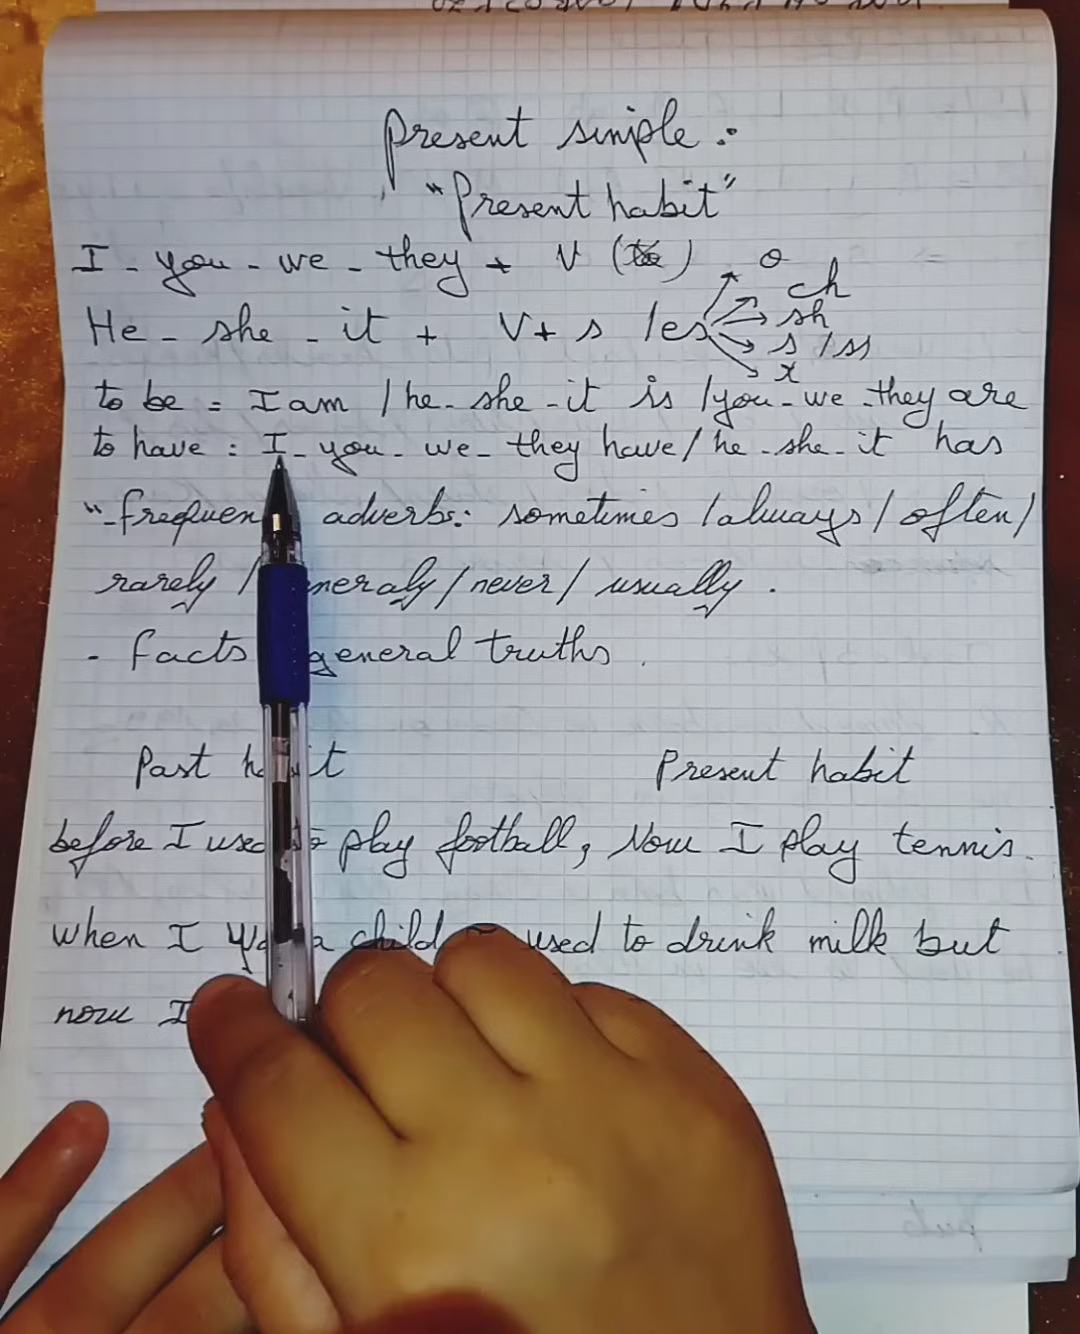 Present simple :
"Present habit"
I - you - we - they + V (to)
He - she - it + V + s /es
o
ch
sh
s /ss
x
to be = I am / he - she - it is / you - we - they are
to have : I - you - we - they have / he - she - it has
adverbs: sometimes / always / often /
rarely / / never / usually .
- facts general truths .
Past Present habit
before I play football, Now I play tennis.
when I a child used to drink milk but
now I